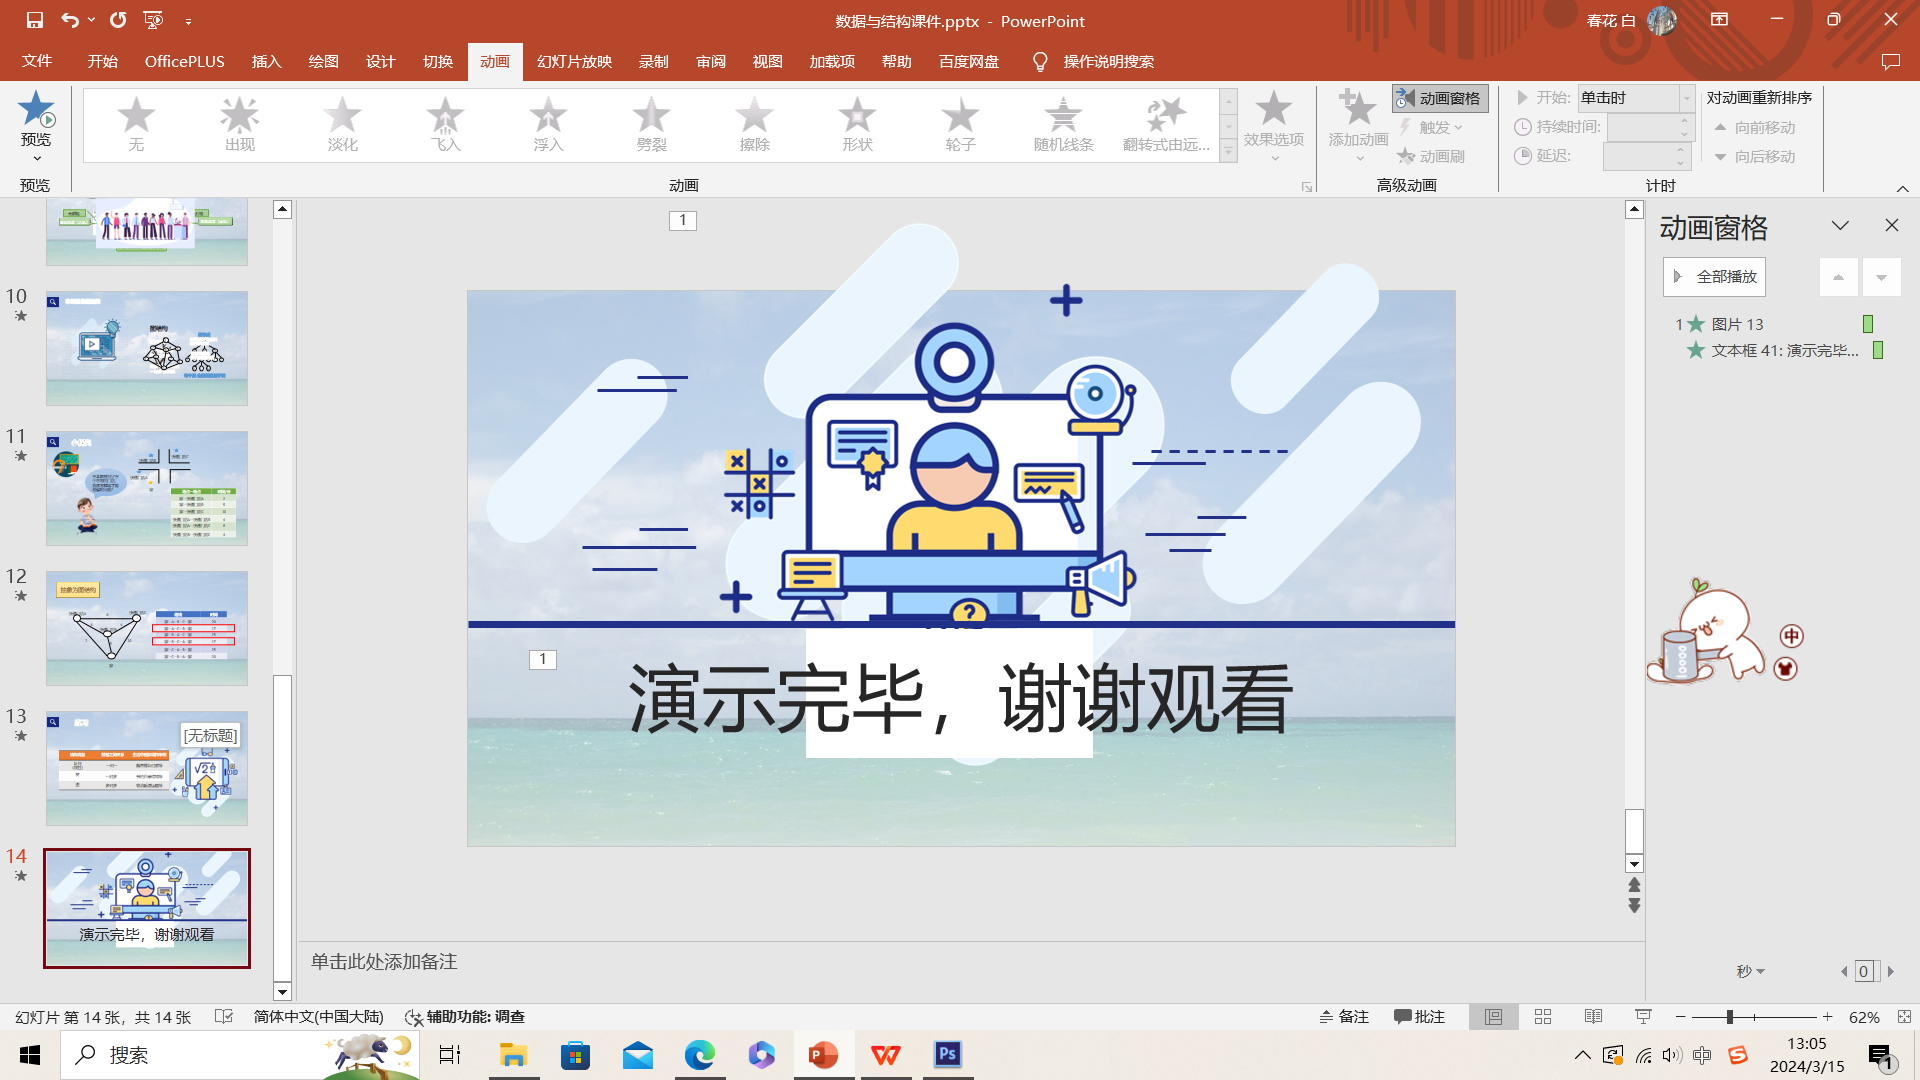 数据与结构课件.pptx - PowerPoint
春花 白
文件 开始 OfficePLUS 插入 绘图 设计 切换 动画 幻灯片放映 录制 审阅 视图 加载项 帮助 百度网盘 操作说明搜索
预览 无 出现 淡化 飞入 浮入 劈裂 擦除 形状 轮子 随机线条 翻转式由远... 效果选项
添加动画 动画窗格 触发 动画刷
开始: 单击时 持续时间: 延迟:
对动画重新排序 向前移动 向后移动
预览 动画 高级动画 计时
10
11
12
抽象为图结构
13
[无标题]
14
演示完毕，谢谢观看
1
1
演示完毕，谢谢观看
动画窗格
全部播放
1 图片 13
文本框 41: 演示完毕...
中
秒 0
单击此处添加备注
幻灯片 第 14 张，共 14 张 简体中文(中国大陆) 辅助功能: 调查 备注 批注 62%
搜索
中
13:05
2024/3/15
1